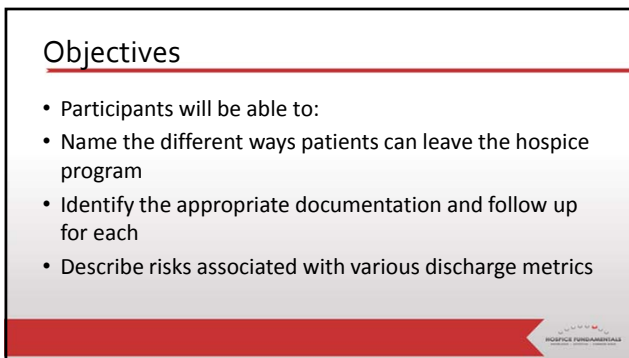 Objectives
• Participants will be able to:
• Name the different ways patients can leave the hospice
program
• Identify the appropriate documentation and follow up
for each
• Describe risks associated with various discharge metrics
HOSPICE FUNDAMENTALS